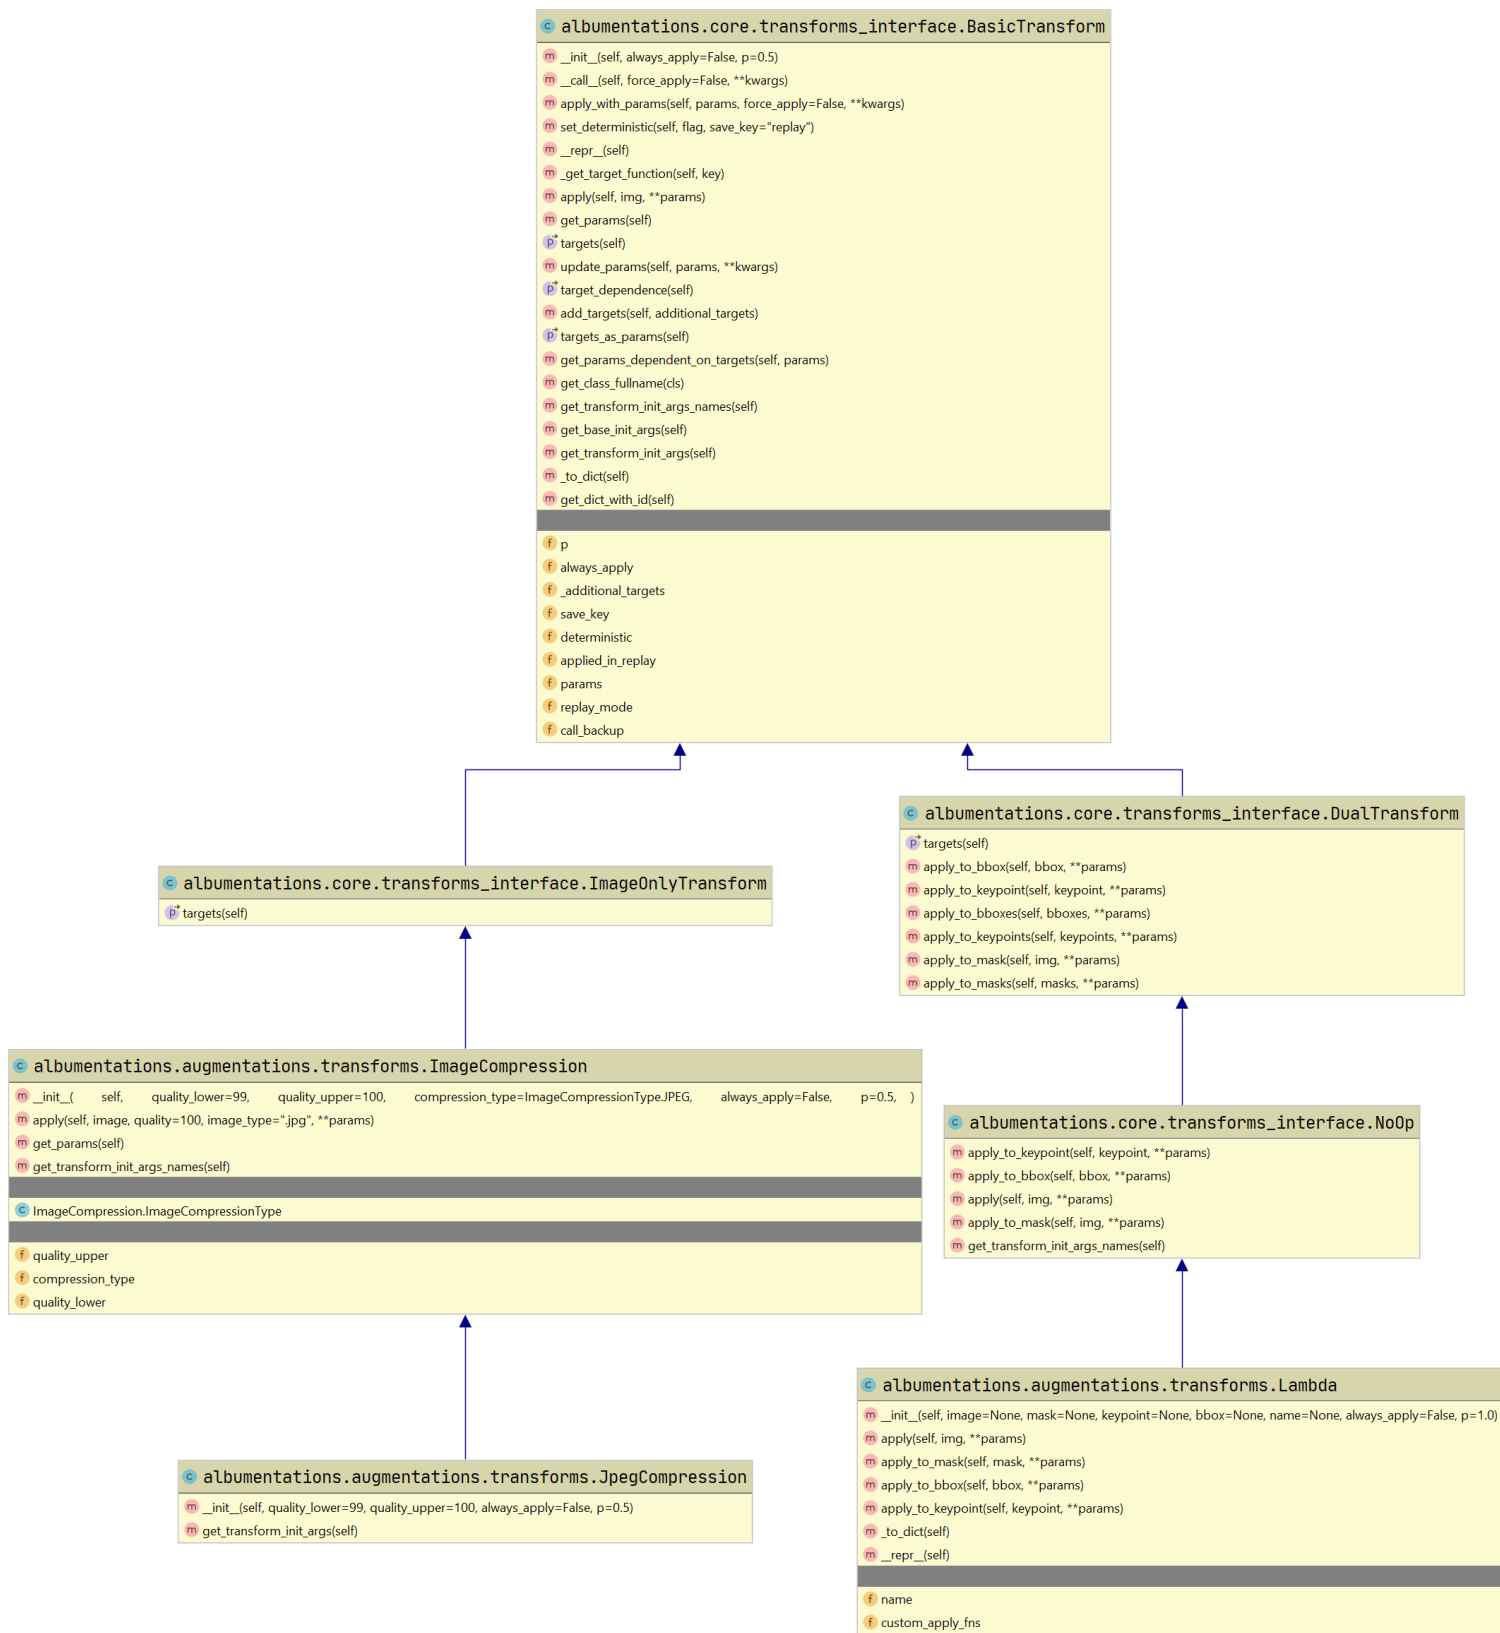 c albumentations.core.transforms_interface.BasicTransform
m __init__(self, always_apply=False, p=0.5)
m __call__(self, force_apply=False, **kwargs)
m apply_with_params(self, params, force_apply=False, **kwargs)
m set_deterministic(self, flag, save_key="replay")
m __repr__(self)
m _get_target_function(self, key)
m apply(self, img, **params)
m get_params(self)
p targets(self)
m update_params(self, params, **kwargs)
p target_dependence(self)
m add_targets(self, additional_targets)
p targets_as_params(self)
m get_params_dependent_on_targets(self, params)
m get_class_fullname(cls)
m get_transform_init_args_names(self)
m get_base_init_args(self)
m get_transform_init_args(self)
m _to_dict(self)
m get_dict_with_id(self)
f p
f always_apply
f _additional_targets
f save_key
f deterministic
f applied_in_replay
f params
f replay_mode
f call_backup
c albumentations.core.transforms_interface.ImageOnlyTransform
p targets(self)
c albumentations.core.transforms_interface.DualTransform
p targets(self)
m apply_to_bbox(self, bbox, **params)
m apply_to_keypoint(self, keypoint, **params)
m apply_to_bboxes(self, bboxes, **params)
m apply_to_keypoints(self, keypoints, **params)
m apply_to_mask(self, img, **params)
m apply_to_masks(self, masks, **params)
c albumentations.augmentations.transforms.ImageCompression
m __init__( self, quality_lower=99, quality_upper=100, compression_type=ImageCompressionType.JPEG, always_apply=False, p=0.5, )
m apply(self, image, quality=100, image_type=".jpg", **params)
m get_params(self)
m get_transform_init_args_names(self)
c ImageCompression.ImageCompressionType
f quality_upper
f compression_type
f quality_lower
c albumentations.core.transforms_interface.NoOp
m apply_to_keypoint(self, keypoint, **params)
m apply_to_bbox(self, bbox, **params)
m apply(self, img, **params)
m apply_to_mask(self, img, **params)
m get_transform_init_args_names(self)
c albumentations.augmentations.transforms.JpegCompression
m __init__(self, quality_lower=99, quality_upper=100, always_apply=False, p=0.5)
m get_transform_init_args(self)
c albumentations.augmentations.transforms.Lambda
m __init__(self, image=None, mask=None, keypoint=None, bbox=None, name=None, always_apply=False, p=1.0)
m apply(self, img, **params)
m apply_to_mask(self, mask, **params)
m apply_to_bbox(self, bbox, **params)
m apply_to_keypoint(self, keypoint, **params)
m _to_dict(self)
m __repr__(self)
f name
f custom_apply_fns